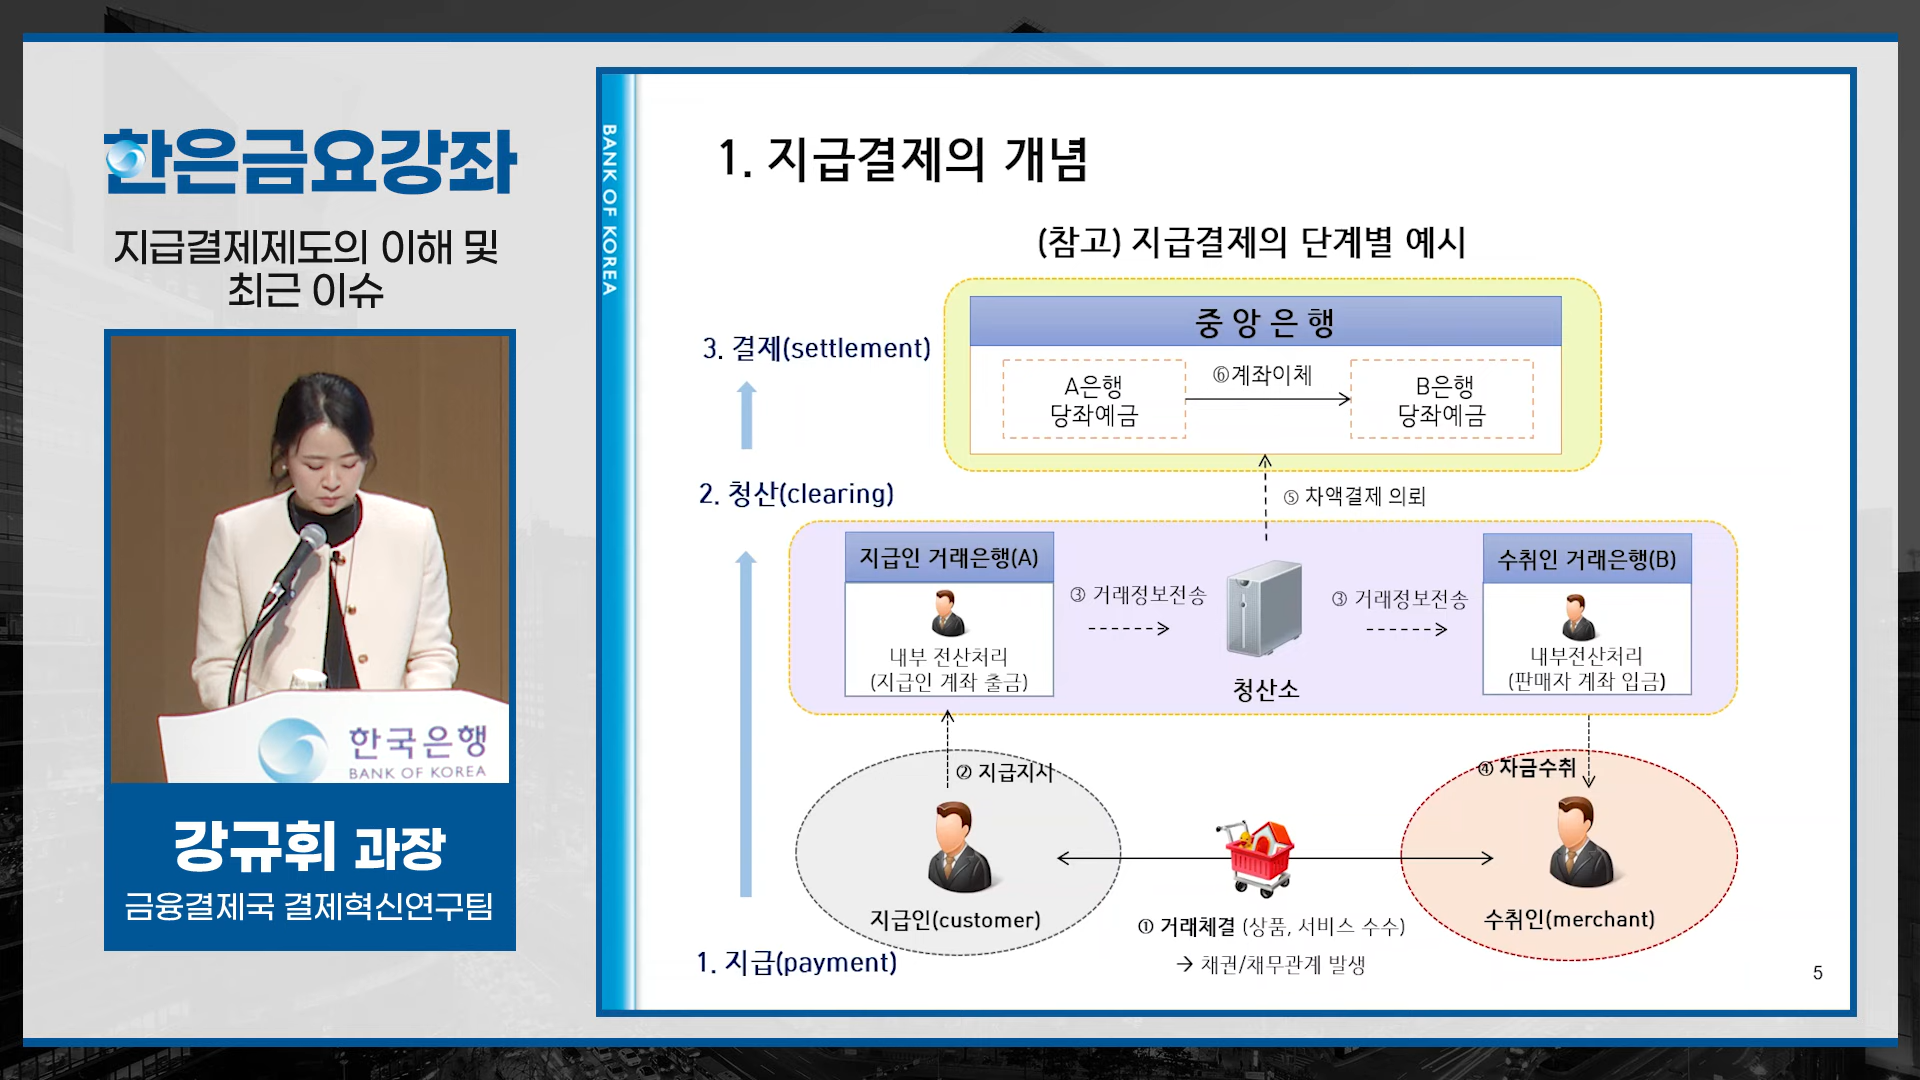 한은금요강좌
지급결제제도의 이해 및
최근 이슈
한국은행
BANK OF KOREA
강규휘 과장
금융결제국 결제혁신연구팀
BANK OF KOREA
1. 지급결제의 개념
(참고) 지급결제의 단계별 예시
3. 결제(settlement)
중앙은행
A은행
당좌예금
⑥계좌이체
B은행
당좌예금
2. 청산(clearing)
⑤ 차액결제 의뢰
지급인 거래은행(A)
내부 전산처리
(지급인 계좌 출금)
③ 거래정보전송
청산소
③ 거래정보전송
수취인 거래은행(B)
내부전산처리
(판매자 계좌 입금)
② 지급지시
④ 자금수취
지급인(customer)
① 거래체결 (상품, 서비스 수수)
→ 채권/채무관계 발생
수취인(merchant)
1. 지급(payment)
5